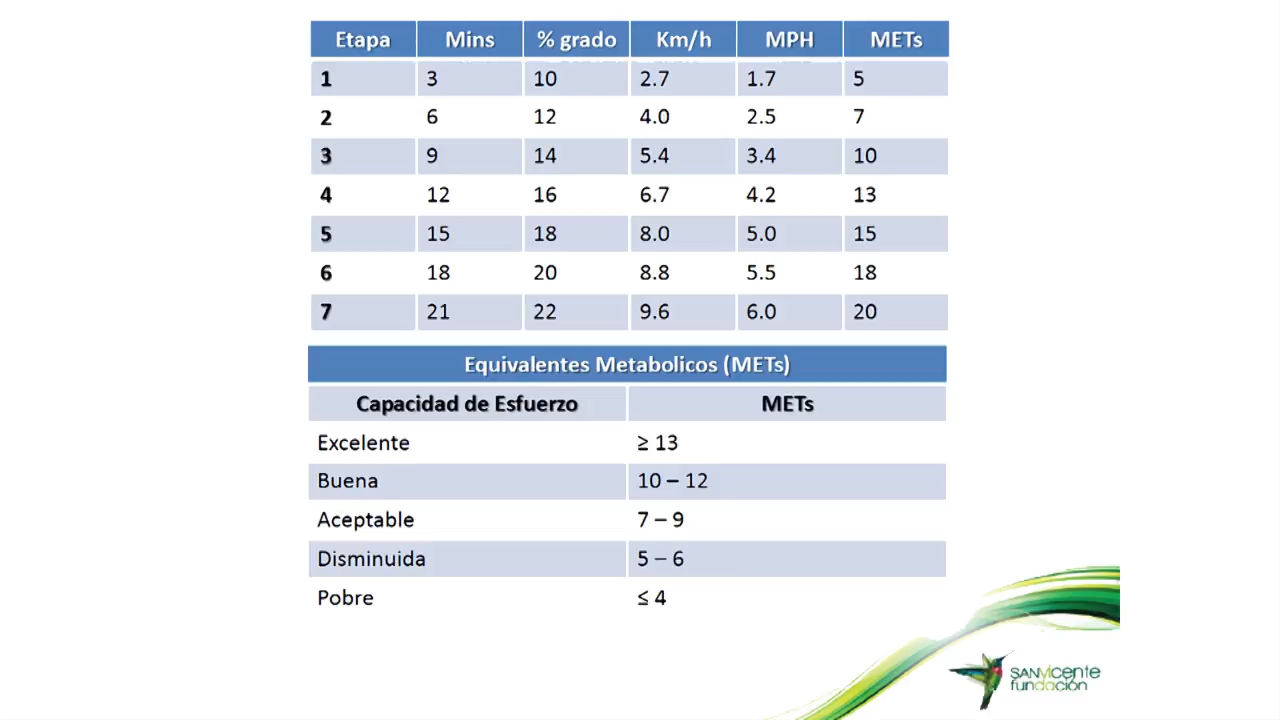 Etapa Mins % grado Km/h MPH METs
1 3 10 2.7 1.7 5
2 6 12 4.0 2.5 7
3 9 14 5.4 3.4 10
4 12 16 6.7 4.2 13
5 15 18 8.0 5.0 15
6 18 20 8.8 5.5 18
7 21 22 9.6 6.0 20
Equivalentes Metabolicos (METs)
Capacidad de Esfuerzo METs
Excelente ≥ 13
Buena 10 – 12
Aceptable 7 – 9
Disminuida 5 – 6
Pobre ≤ 4
SANVICENTE
fundación